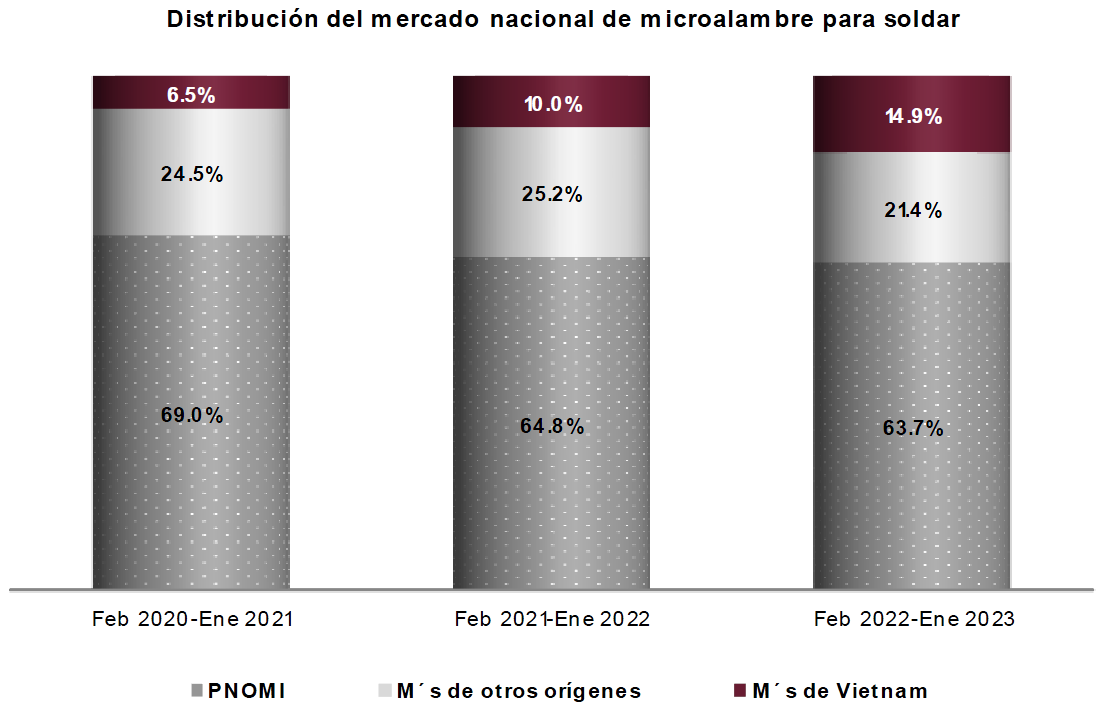 Distribución del mercado nacional de microalambre para soldar
6.5%
10.0%
14.9%
24.5%
25.2%
21.4%
69.0%
64.8%
63.7%
Feb 2020-Ene 2021
Feb 2021-Ene 2022
Feb 2022-Ene 2023
PNOMI
M´s de otros orígenes
M´s de Vietnam